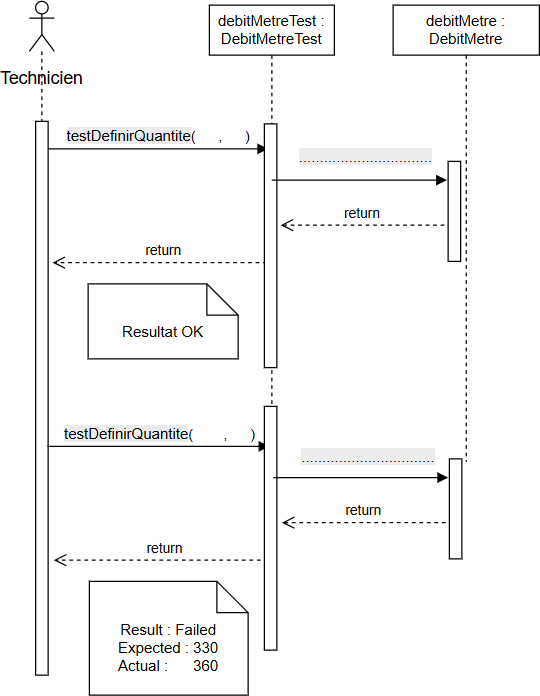 debitMetreTest :
DebitMetreTest
debitMetre :
DebitMetre
Technicien
testDefinirQuantite(      ,      )
.................................
return
return
Resultat OK
testDefinirQuantite(       ,      )
.................................
return
return
Result : Failed
Expected : 330
Actual :      360